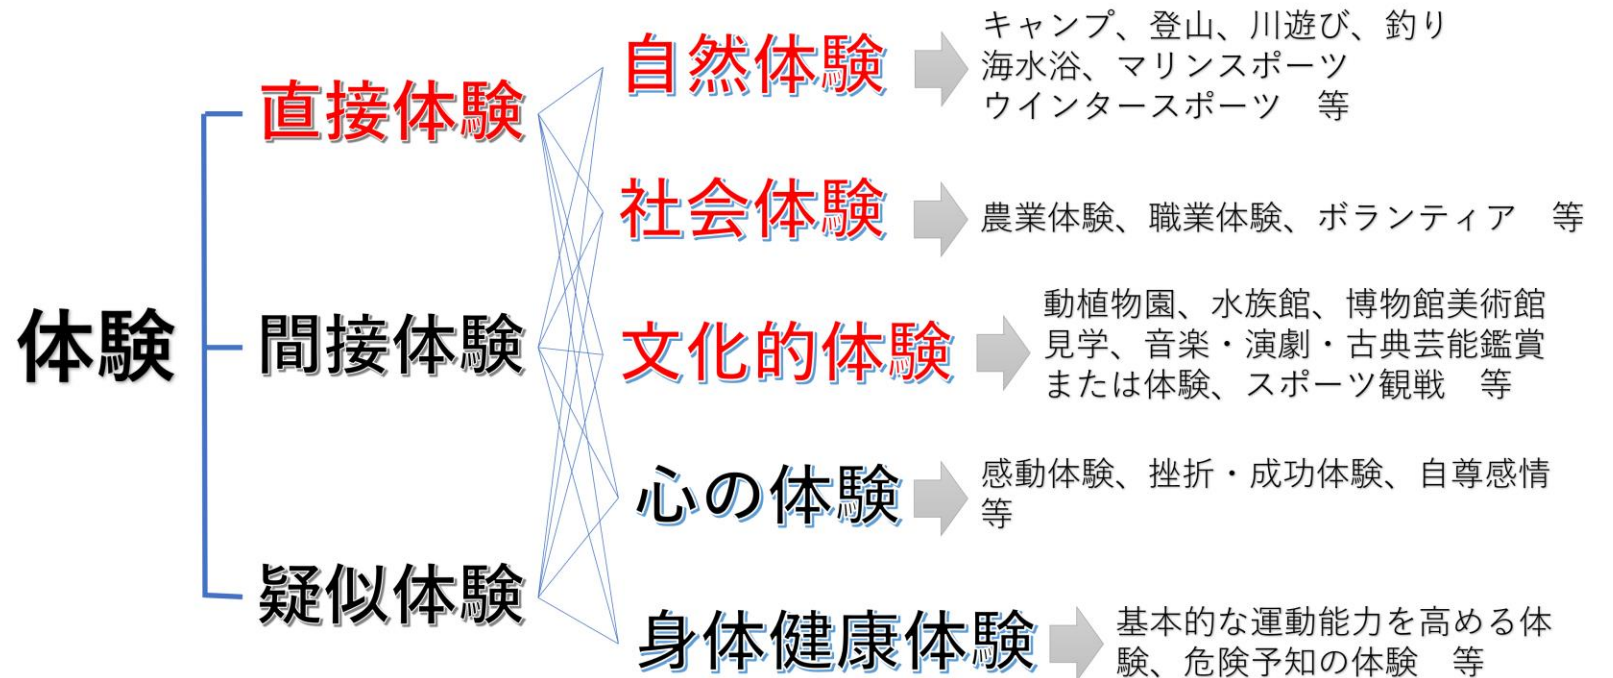 体験
直接体験
間接体験
疑似体験
自然体験
キャンプ、登山、川遊び、釣り
海水浴、マリンスポーツ
ウインタースポーツ　等
社会体験
農業体験、職業体験、ボランティア　等
文化的体験
動植物園、水族館、博物館美術館
見学、音楽・演劇・古典芸能鑑賞
または体験、スポーツ観戦　等
心の体験
感動体験、挫折・成功体験、自尊感情
等
身体健康体験
基本的な運動能力を高める体
験、危険予知の体験　等